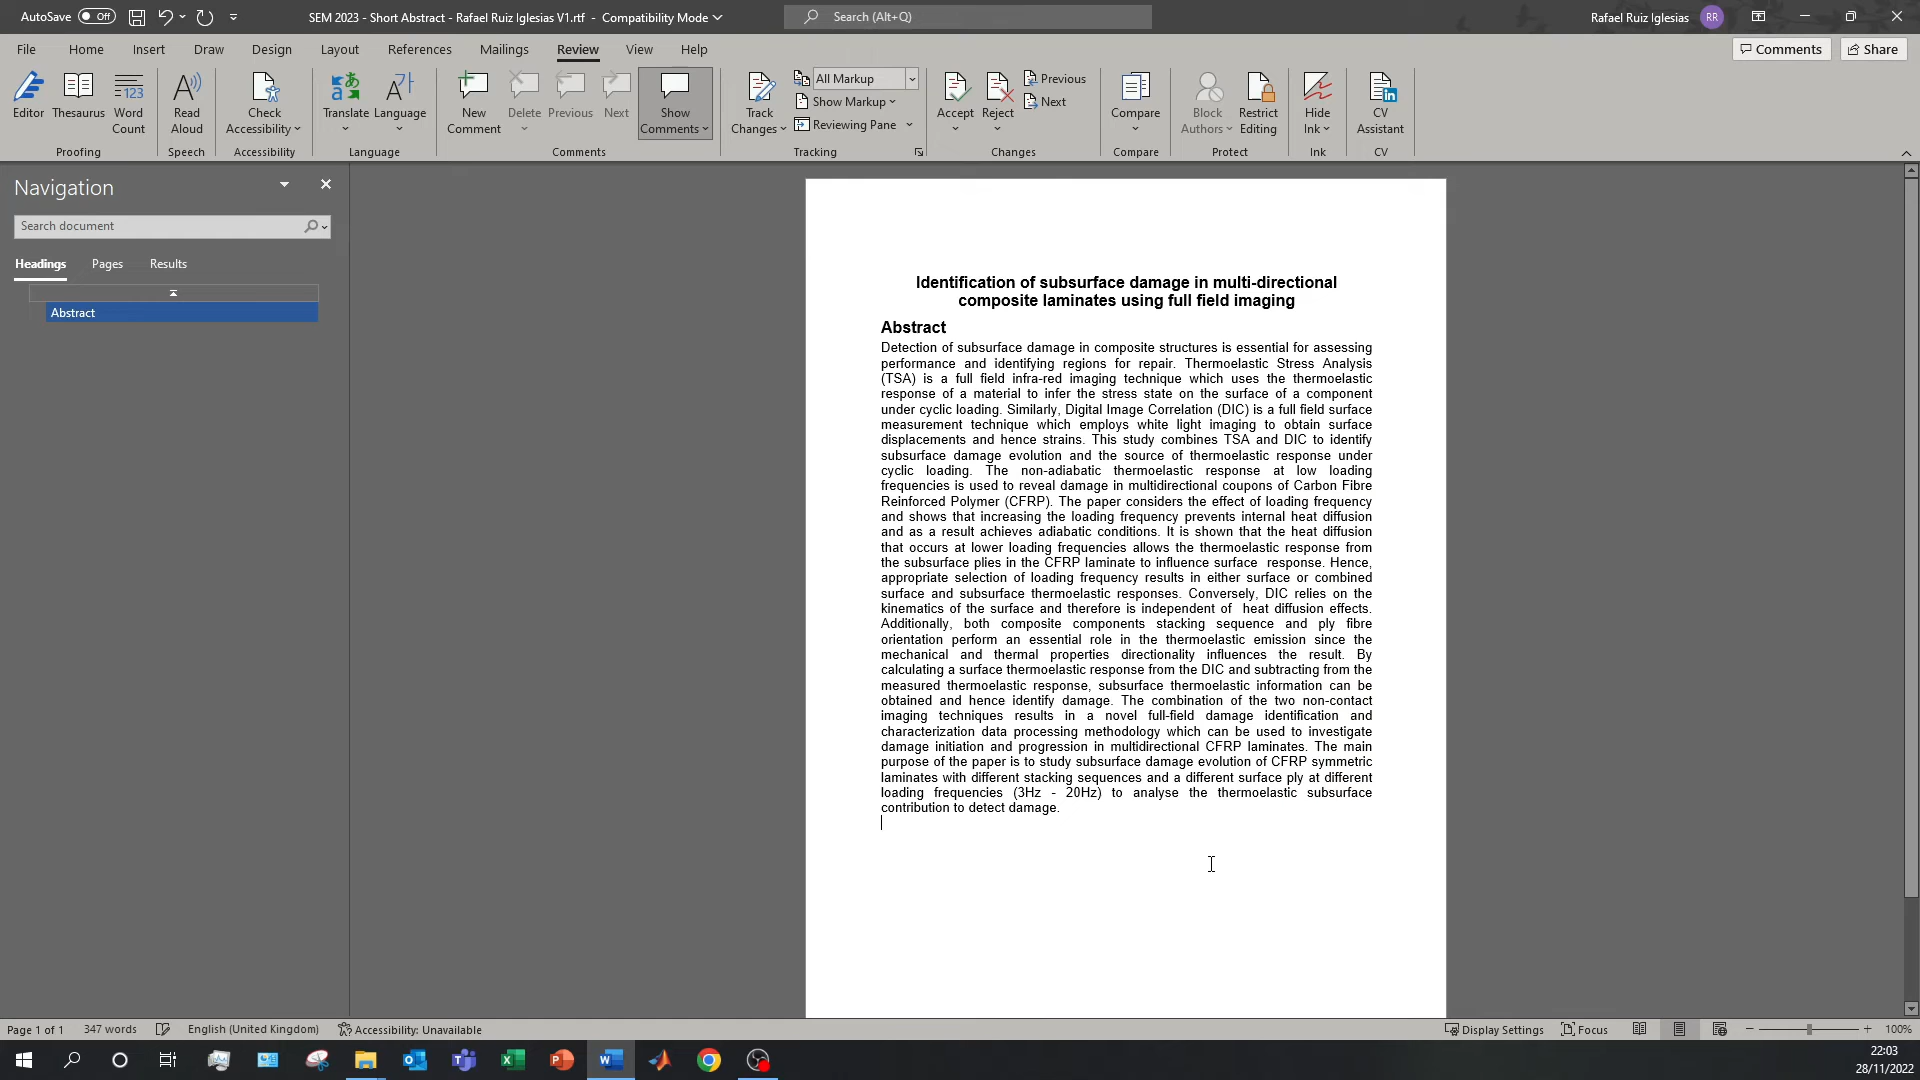 AutoSave Off SEM 2023 - Short Abstract - Rafael Ruiz Iglesias V1.rtf - Compatibility Mode Search (Alt+Q) Rafael Ruiz Iglesias RR
File Home Insert Draw Design Layout References Mailings Review View Help Comments Share
Editor Thesaurus Word Count Read Aloud Check Accessibility Translate Language New Comment Delete Previous Next Show Comments Track Changes All Markup Show Markup Reviewing Pane Accept Reject Previous Next Compare Block Authors Restrict Editing Hide Ink CV Assistant
Proofing Speech Accessibility Language Comments Tracking Changes Compare Protect Ink CV
Navigation
Search document
Headings Pages Results
Abstract
Identification of subsurface damage in multi-directional
composite laminates using full field imaging
Abstract
Detection of subsurface damage in composite structures is essential for assessing
performance and identifying regions for repair. Thermoelastic Stress Analysis
(TSA) is a full field infra-red imaging technique which uses the thermoelastic
response of a material to infer the stress state on the surface of a component
under cyclic loading. Similarly, Digital Image Correlation (DIC) is a full field surface
measurement technique which employs white light imaging to obtain surface
displacements and hence strains. This study combines TSA and DIC to identify
subsurface damage evolution and the source of thermoelastic response under
cyclic loading. The non-adiabatic thermoelastic response at low loading
frequencies is used to reveal damage in multidirectional coupons of Carbon Fibre
Reinforced Polymer (CFRP). The paper considers the effect of loading frequency
and shows that increasing the loading frequency prevents internal heat diffusion
and as a result achieves adiabatic conditions. It is shown that the heat diffusion
that occurs at lower loading frequencies allows the thermoelastic response from
the subsurface plies in the CFRP laminate to influence surface response. Hence,
appropriate selection of loading frequency results in either surface or combined
surface and subsurface thermoelastic responses. Conversely, DIC relies on the
kinematics of the surface and therefore is independent of heat diffusion effects.
Additionally, both composite components stacking sequence and ply fibre
orientation perform an essential role in the thermoelastic emission since the
mechanical and thermal properties directionality influences the result. By
calculating a surface thermoelastic response from the DIC and subtracting from the
measured thermoelastic response, subsurface thermoelastic information can be
obtained and hence identify damage. The combination of the two non-contact
imaging techniques results in a novel full-field damage identification and
characterization data processing methodology which can be used to investigate
damage initiation and progression in multidirectional CFRP laminates. The main
purpose of the paper is to study subsurface damage evolution of CFRP symmetric
laminates with different stacking sequences and a different surface ply at different
loading frequencies (3Hz - 20Hz) to analyse the thermoelastic subsurface
contribution to detect damage.
Page 1 of 1 347 words English (United Kingdom) Accessibility: Unavailable Display Settings Focus 100%
22:03
28/11/2022